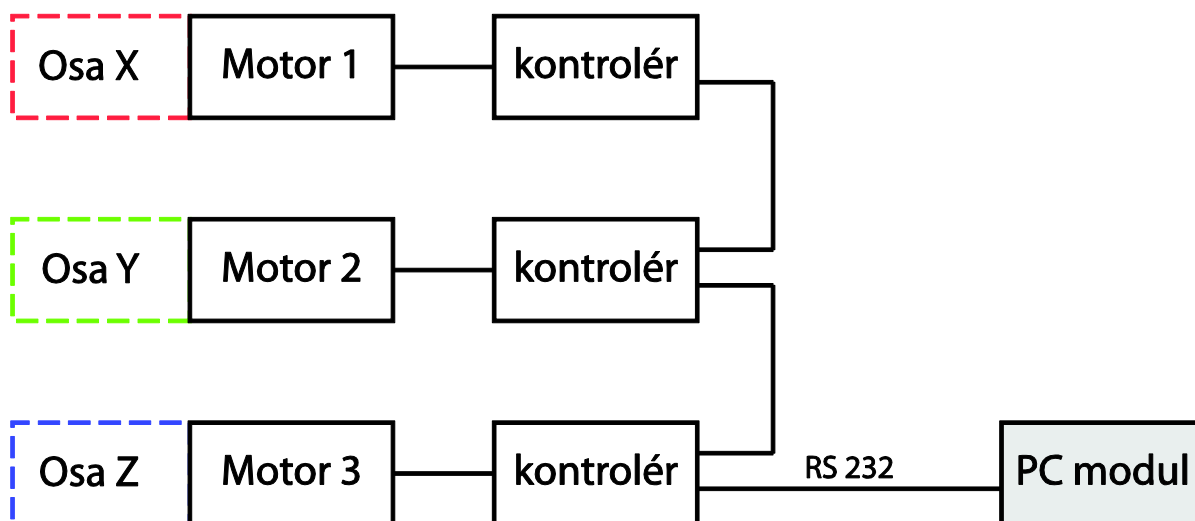 Osa X
Motor 1
kontrolér
Osa Y
Motor 2
kontrolér
Osa Z
Motor 3
kontrolér
RS 232
PC modul